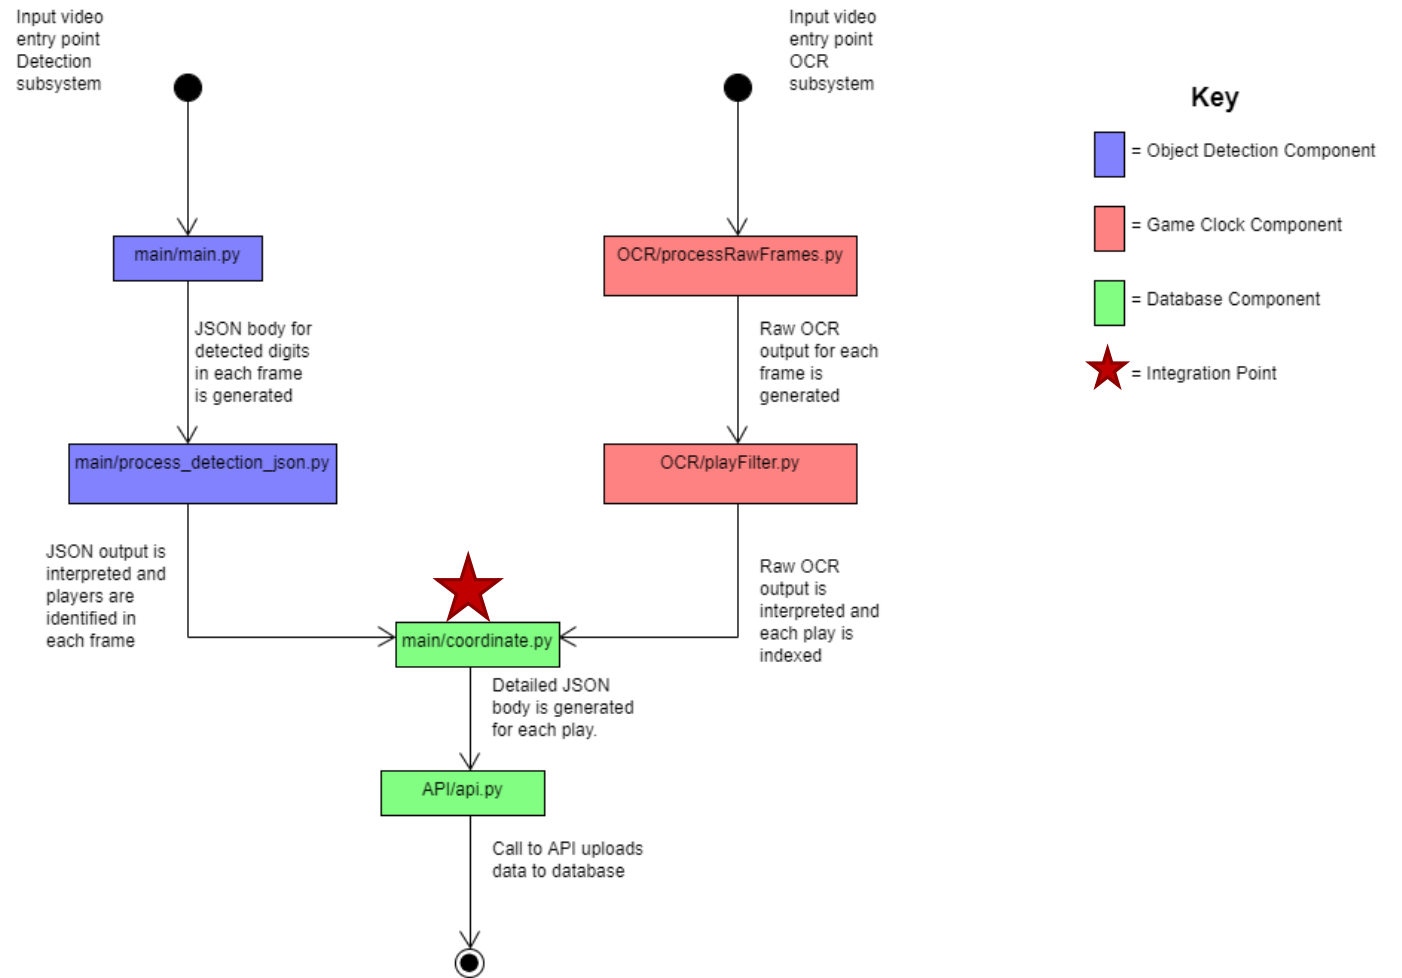 Input video
entry point
Detection
subsystem
Input video
entry point
OCR
subsystem
Key
= Object Detection Component
= Game Clock Component
= Database Component
= Integration Point
main/main.py
OCR/processRawFrames.py
JSON body for
detected digits
in each frame
is generated
Raw OCR
output for each
frame is
generated
main/process_detection_json.py
OCR/playFilter.py
JSON output is
interpreted and
players are
identified in
each frame
Raw OCR
output is
interpreted and
each play is
indexed
main/coordinate.py
Detailed JSON
body is generated
for each play.
API/api.py
Call to API uploads
data to database